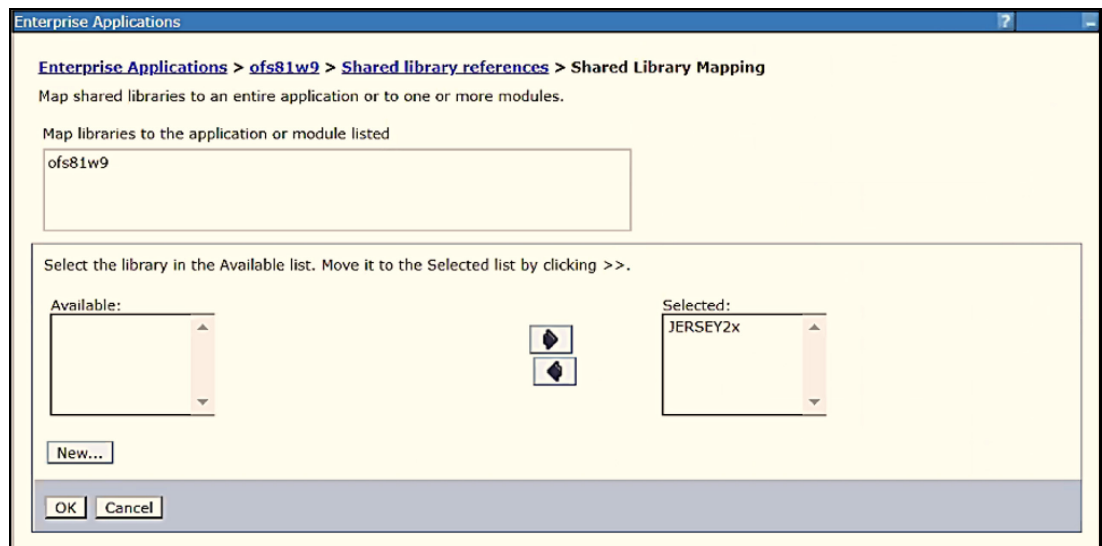 Enterprise Applications ?
Enterprise Applications > ofs81w9 > Shared library references > Shared Library Mapping
Map shared libraries to an entire application or to one or more modules.
Map libraries to the application or module listed
ofs81w9
Select the library in the Available list. Move it to the Selected list by clicking >>.
Available: Selected:
JERSEY2x
New...
OK Cancel